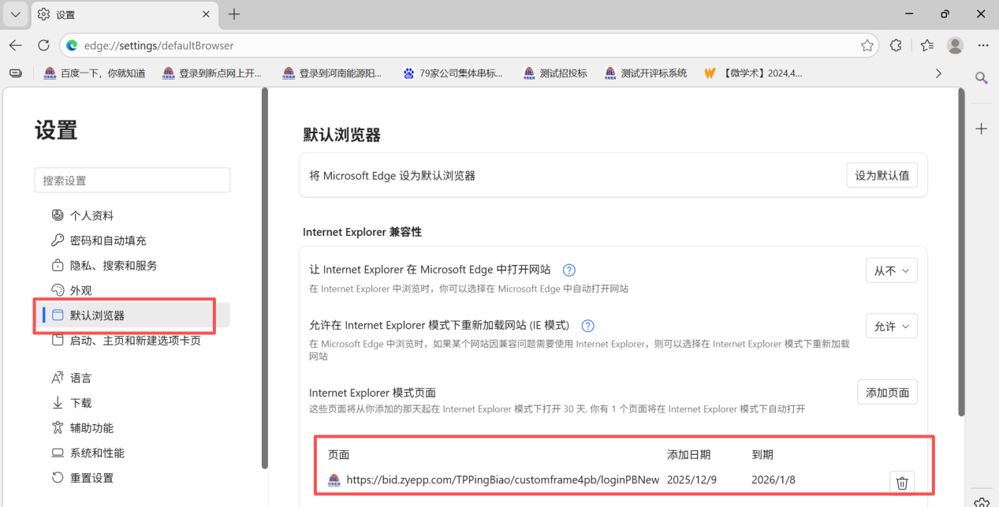 设置
edge://settings/defaultBrowser
百度一下，你就知道
登录到新点网上开...
登录到河南能源阳...
79家公司集体串标...
测试招投标
测试开评标系统
【微学术】2024,4...
设置
搜索设置
个人资料
密码和自动填充
隐私、搜索和服务
外观
默认浏览器
启动、主页和新建选项卡页
语言
下载
辅助功能
系统和性能
重置设置
默认浏览器
将 Microsoft Edge 设为默认浏览器
设为默认值
Internet Explorer 兼容性
让 Internet Explorer 在 Microsoft Edge 中打开网站
从不
在 Internet Explorer 中浏览时，你可以选择在 Microsoft Edge 中自动打开网站
允许在 Internet Explorer 模式下重新加载网站 (IE 模式)
允许
在 Microsoft Edge 中浏览时，如果某个网站因兼容问题需要使用 Internet Explorer，则可以选择在 Internet Explorer 模式下重新加载
网站
Internet Explorer 模式页面
添加页面
这些页面将从你添加的那天起在 Internet Explorer 模式下打开 30 天. 你有 1 个页面将在 Internet Explorer 模式下自动打开
页面 添加日期 到期
https://bid.zyepp.com/TPPingBiao/customframe4pb/loginPBNew 2025/12/9 2026/1/8